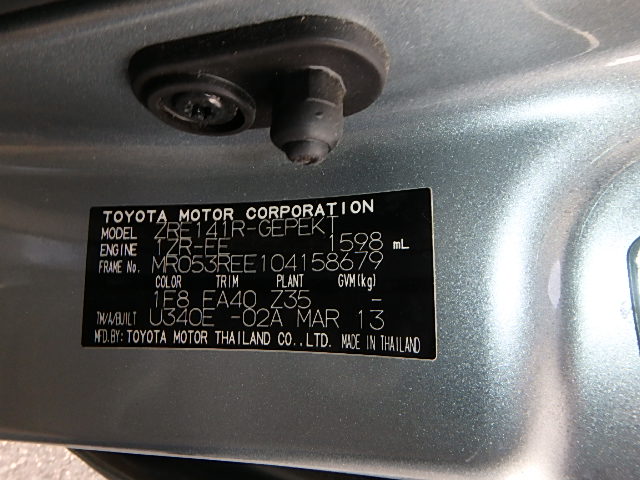 TOYOTA MOTOR CORPORATION
MODEL ZRE141R-GEPEKT
ENGINE 1ZR-FE 1598 mL
FRAME No. MR053REE104158679
COLOR TRIM PLANT GVM(kg)
1F8 FA40 Z35 -
TM/A/BUILT U340E -02A MAR 13
MFD.BY: TOYOTA MOTOR THAILAND CO.,LTD. MADE IN THAILAND